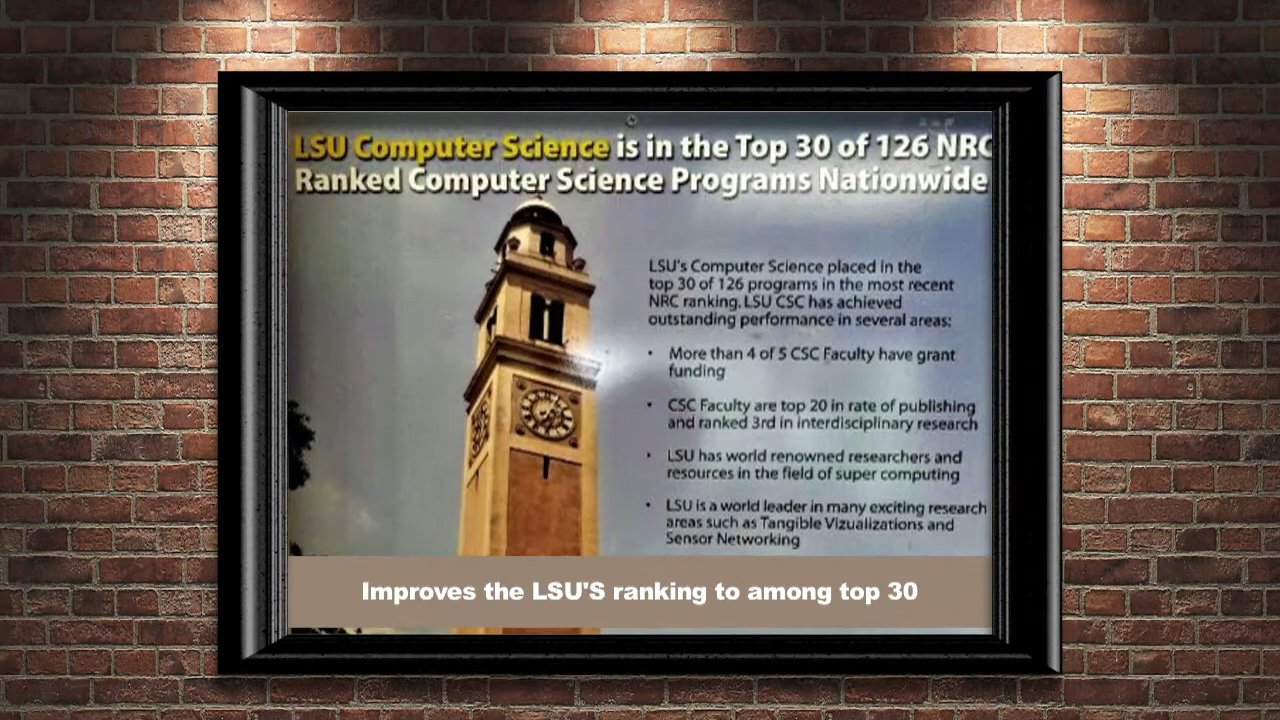 LSU Computer Science is in the Top 30 of 126 NRC
Ranked Computer Science Programs Nationwide
LSU's Computer Science placed in the
top 30 of 126 programs in the most recent
NRC ranking. LSU CSC has achieved
outstanding performance in several areas:
• More than 4 of 5 CSC Faculty have grant
funding
• CSC Faculty are top 20 in rate of publishing
and ranked 3rd in interdisciplinary research
• LSU has world renowned researchers and
resources in the field of super computing
• LSU is a world leader in many exciting research
areas such as Tangible Vizualizations and
Sensor Networking
Improves the LSU'S ranking to among top 30